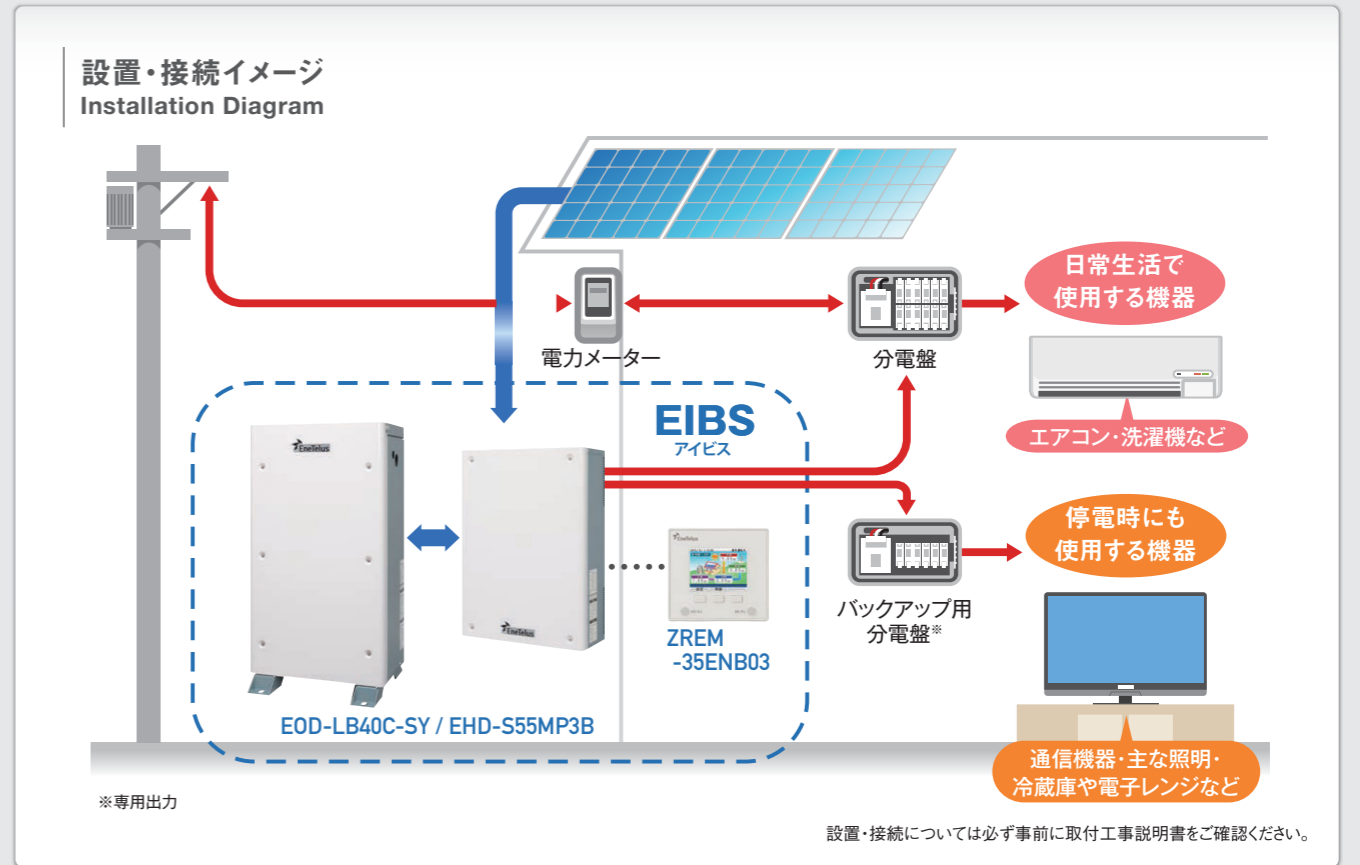 設置・接続イメージ
Installation Diagram
電力メーター
分電盤
日常生活で
使用する機器
エアコン・洗濯機など
EIBS
アイビス
Enetelus
Enetelus
Enetelus
ZREM
-35ENB03
EOD-LB40C-SY / EHD-S55MP3B
バックアップ用
分電盤※
停電時にも
使用する機器
通信機器・主な照明・
冷蔵庫や電子レンジなど
※専用出力
設置・接続については必ず事前に取付工事説明書をご確認ください。